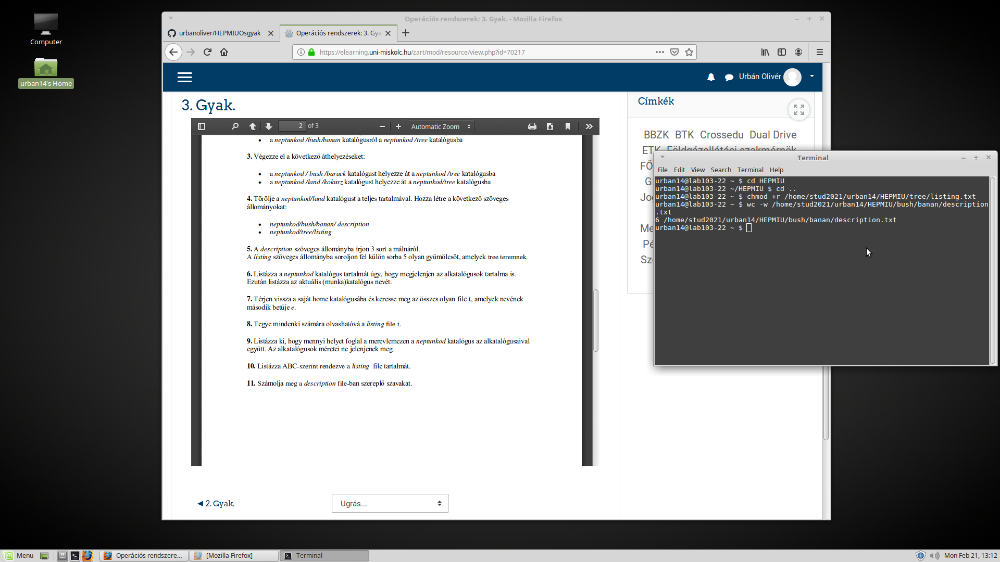 Computer
urban14's Home
Operációs rendszerek: 3. Gyak. - Mozilla Firefox
urbanoliver/HEPMIUOsgyak
Operációs rendszerek: 3. Gya
https://elearning.uni-miskolc.hu/zart/mod/resource/view.php?id=70217
Urbán Olivér
3. Gyak.
2 of 3
Automatic Zoom
• a neptunkod /bush/banan katalógusról a neptunkod /tree katalógusba
3. Végezze el a következő áthelyezéseket:
• a neptunkod / bush /barack katalógust helyezze át a neptunkod /tree katalógusba
• a neptunkod /land /kokusz katalógust helyezze át a neptunkod/tree katalógusba
4. Törölje a neptunkod/land katalógust a teljes tartalmával. Hozza létre a következő szöveges
állományokat:
• neptunkod/bush/banan/ description
• neptunkod/tree/listing
5. A description szöveges állományba írjon 3 sort a málnáról.
A listing szöveges állományba soroljon fel külön sorba 5 olyan gyümölcsöt, amelyek tree teremnek.
6. Listázza a neptunkod katalógus tartalmát úgy, hogy megjelenjen az alkatalógusok tartalma is.
Ezután listázza az aktuális (munka)katalógus nevét.
7. Térjen vissza a saját home katalógusába és keresse meg az összes olyan file-t, amelyek nevének
második betűje e.
8. Tegye mindenki számára olvashatóvá a listing file-t.
9. Listázza ki, hogy mennyi helyet foglal a merevlemezen a neptunkod katalógus az alkatalógusaival
együtt. Az alkatalógusok méretei ne jelenjenek meg.
10. Listázza ABC-szerint rendezve a listing file tartalmát.
11. Számolja meg a description file-ban szereplő szavakat.
◄ 2. Gyak.
Ugrás...
Címkék
BBZK BTK Crossedu Dual Drive
ETK Földgázellátási szakmérnök
FŐ
G
Jog
Me
Pé
Sz
Terminal
File Edit View Search Terminal Help
urban14@lab103-22 ~ $ cd HEPMIU
urban14@lab103-22 ~/HEPMIU $ cd ..
urban14@lab103-22 ~ $ chmod +r /home/stud2021/urban14/HEPMIU/tree/listing.txt
urban14@lab103-22 ~ $ wc -w /home/stud2021/urban14/HEPMIU/bush/banan/description
.txt
6 /home/stud2021/urban14/HEPMIU/bush/banan/description.txt
urban14@lab103-22 ~ $
Menu
Operációs rendszere...
[Mozilla Firefox]
Terminal
Mon Feb 21, 13:12